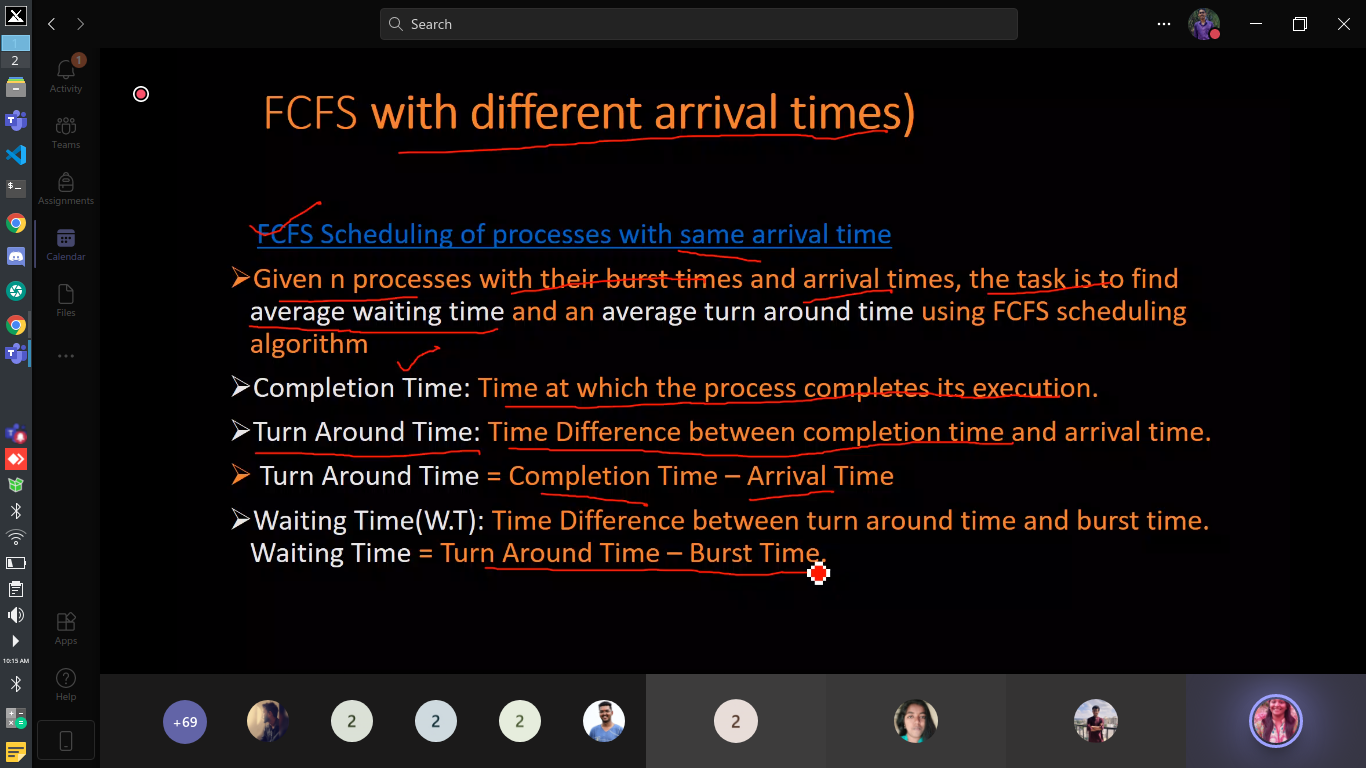 Search
1
2
1
Activity
Teams
Assignments
Calendar
Files
Apps
Help
10:15 AM
FCFS with different arrival times)
FCFS Scheduling of processes with same arrival time
Given n processes with their burst times and arrival times, the task is to find
average waiting time and an average turn around time using FCFS scheduling
algorithm
Completion Time: Time at which the process completes its execution.
Turn Around Time: Time Difference between completion time and arrival time.
Turn Around Time = Completion Time – Arrival Time
Waiting Time(W.T): Time Difference between turn around time and burst time.
Waiting Time = Turn Around Time – Burst Time.
+69
2
2
2
2